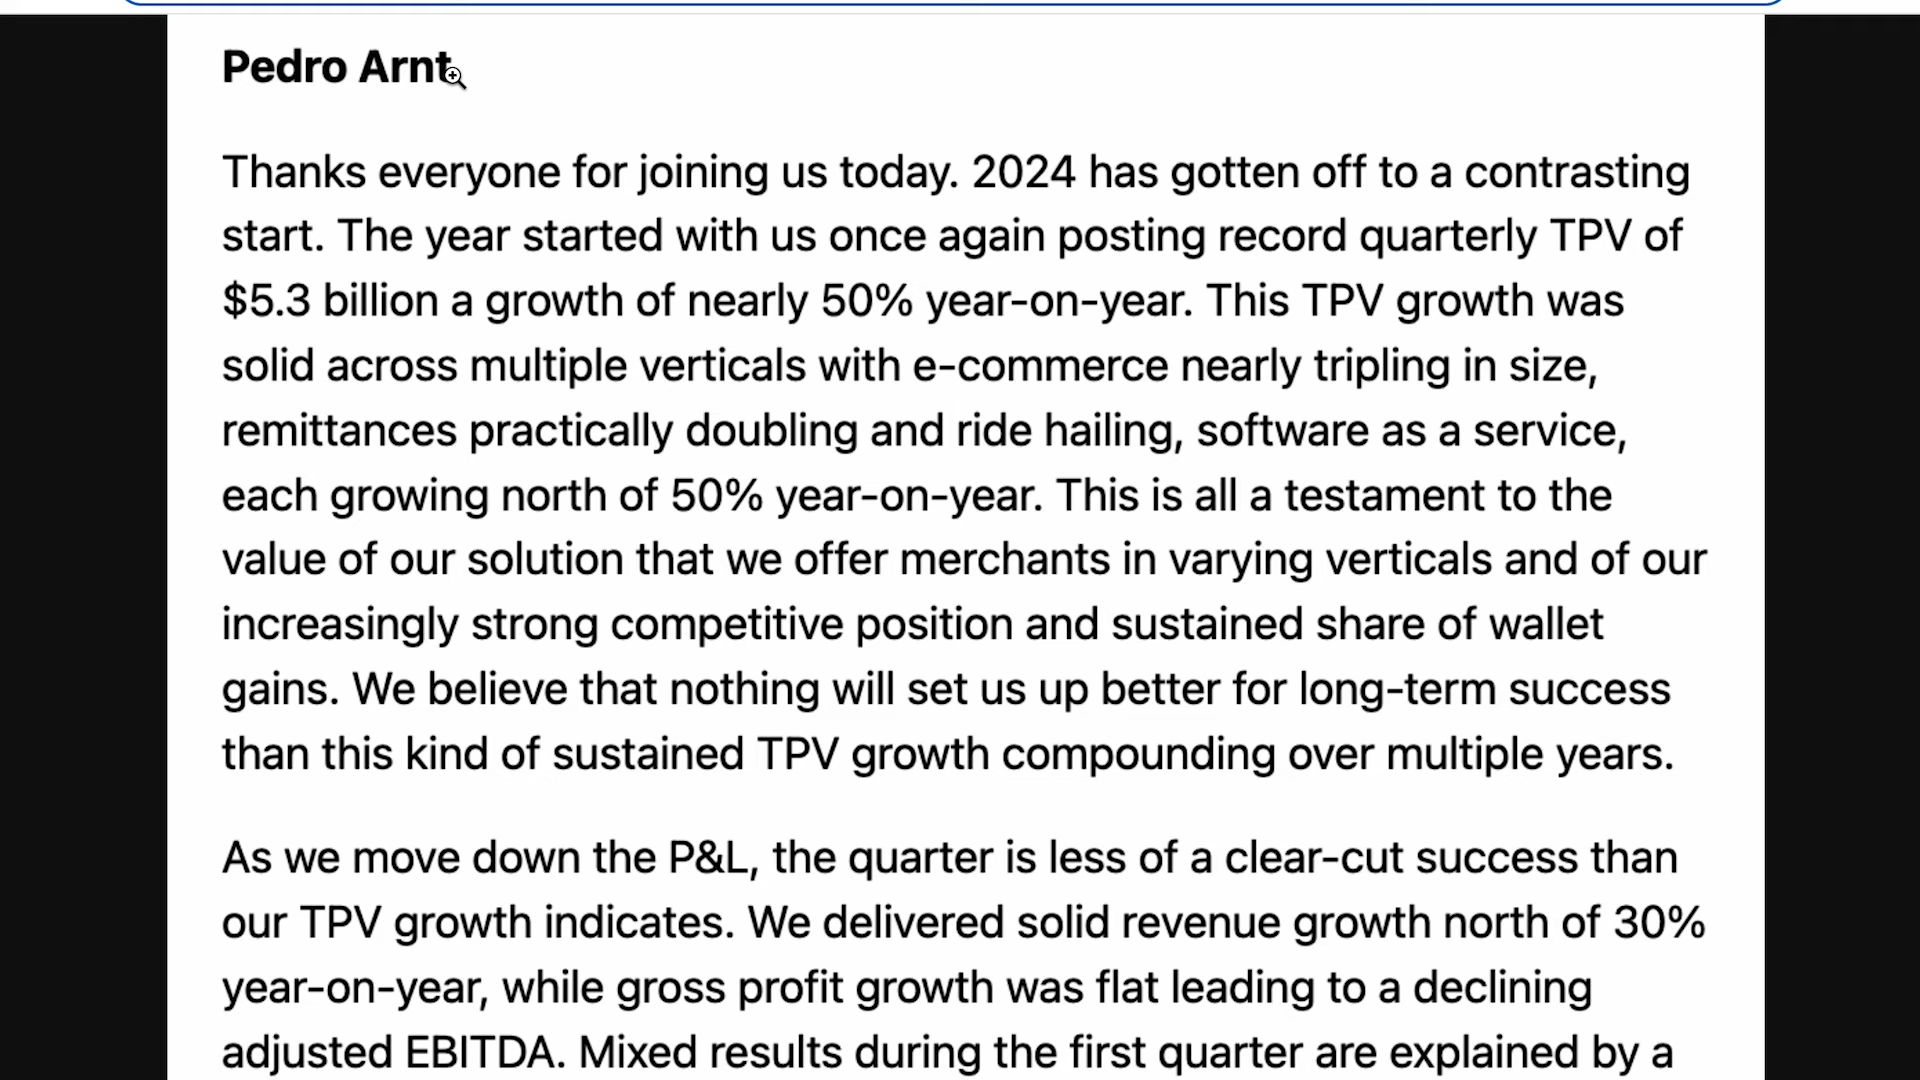 Pedro Arnt
Thanks everyone for joining us today. 2024 has gotten off to a contrasting
start. The year started with us once again posting record quarterly TPV of
$5.3 billion a growth of nearly 50% year-on-year. This TPV growth was
solid across multiple verticals with e-commerce nearly tripling in size,
remittances practically doubling and ride hailing, software as a service,
each growing north of 50% year-on-year. This is all a testament to the
value of our solution that we offer merchants in varying verticals and of our
increasingly strong competitive position and sustained share of wallet
gains. We believe that nothing will set us up better for long-term success
than this kind of sustained TPV growth compounding over multiple years.
As we move down the P&L, the quarter is less of a clear-cut success than
our TPV growth indicates. We delivered solid revenue growth north of 30%
year-on-year, while gross profit growth was flat leading to a declining
adjusted EBITDA. Mixed results during the first quarter are explained by a